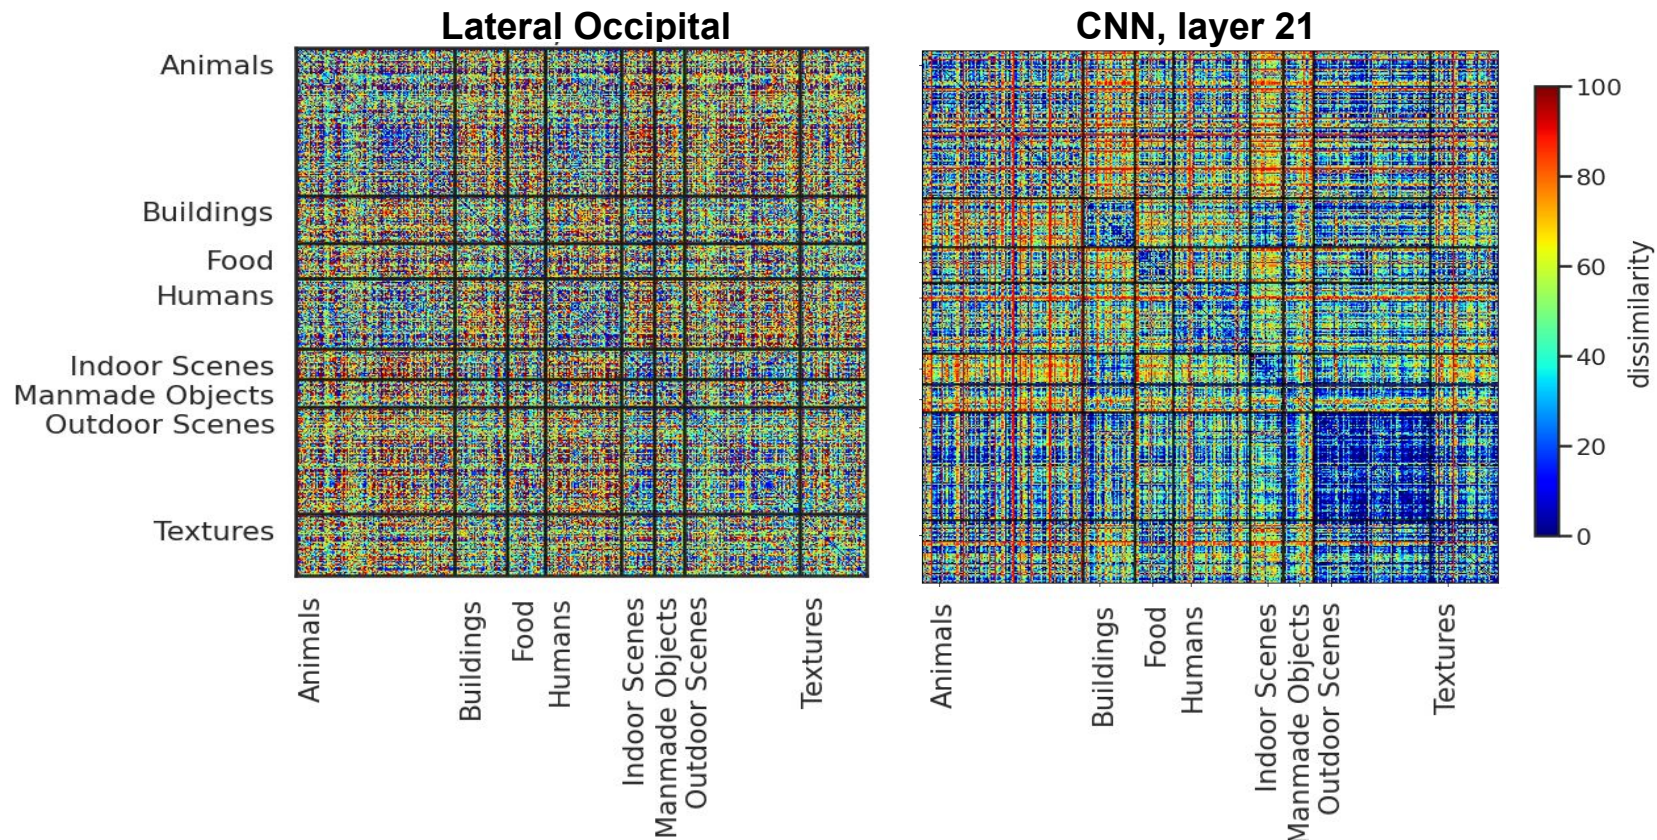 Lateral Occipital
CNN, layer 21
Animals
Buildings
Food
Humans
Indoor Scenes
Manmade Objects
Outdoor Scenes
Textures
Animals
Buildings
Food
Humans
Indoor Scenes
Manmade Objects
Outdoor Scenes
Textures
Animals
Buildings
Food
Humans
Indoor Scenes
Manmade Objects
Outdoor Scenes
Textures
100
80
60
40
20
0
dissimilarity